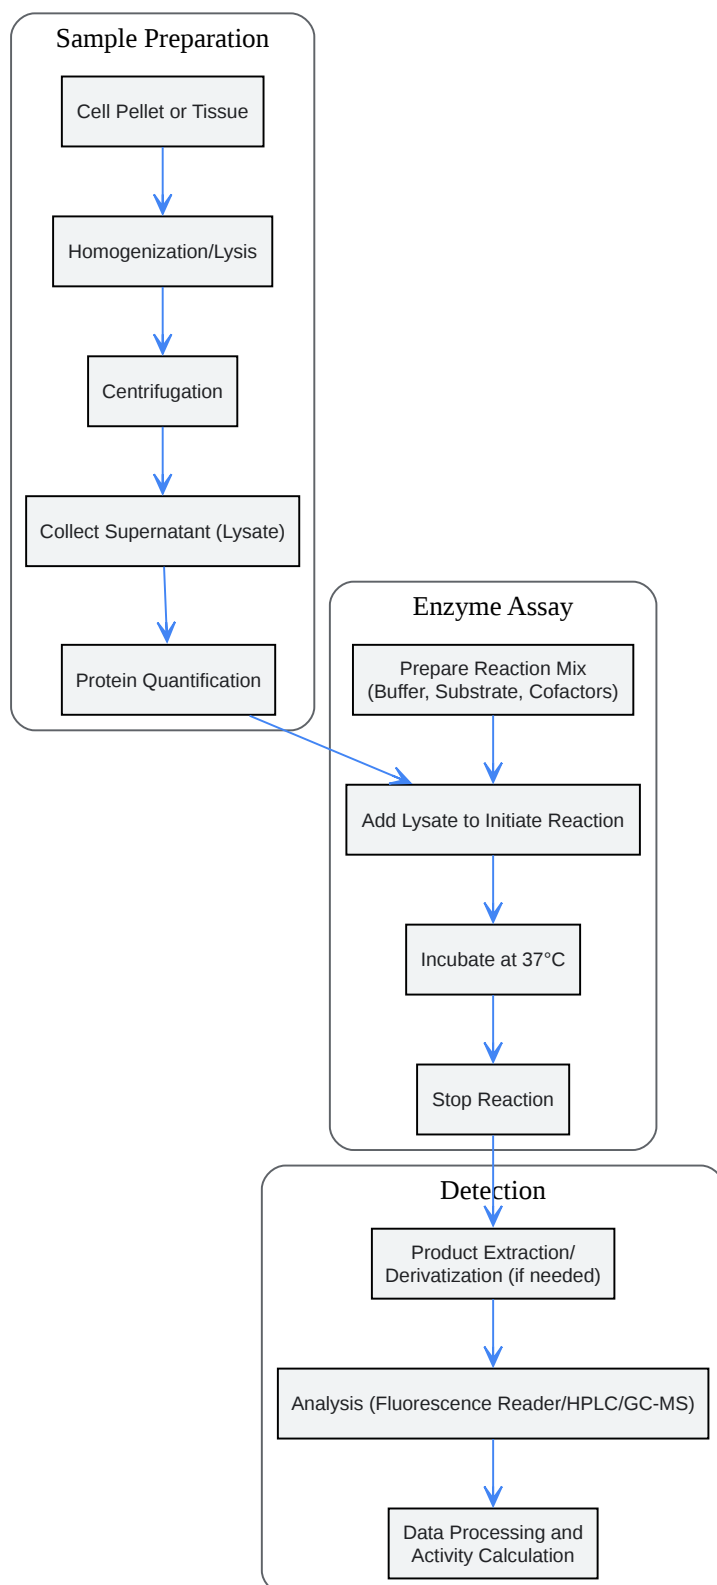 Sample Preparation
Cell Pellet or Tissue
Homogenization/Lysis
Centrifugation
Collect Supernatant (Lysate)
Protein Quantification
Enzyme Assay
Prepare Reaction Mix
(Buffer, Substrate, Cofactors)
Add Lysate to Initiate Reaction
Incubate at 37°C
Stop Reaction
Detection
Product Extraction/
Derivatization (if needed)
Analysis (Fluorescence Reader/HPLC/GC-MS)
Data Processing and
Activity Calculation